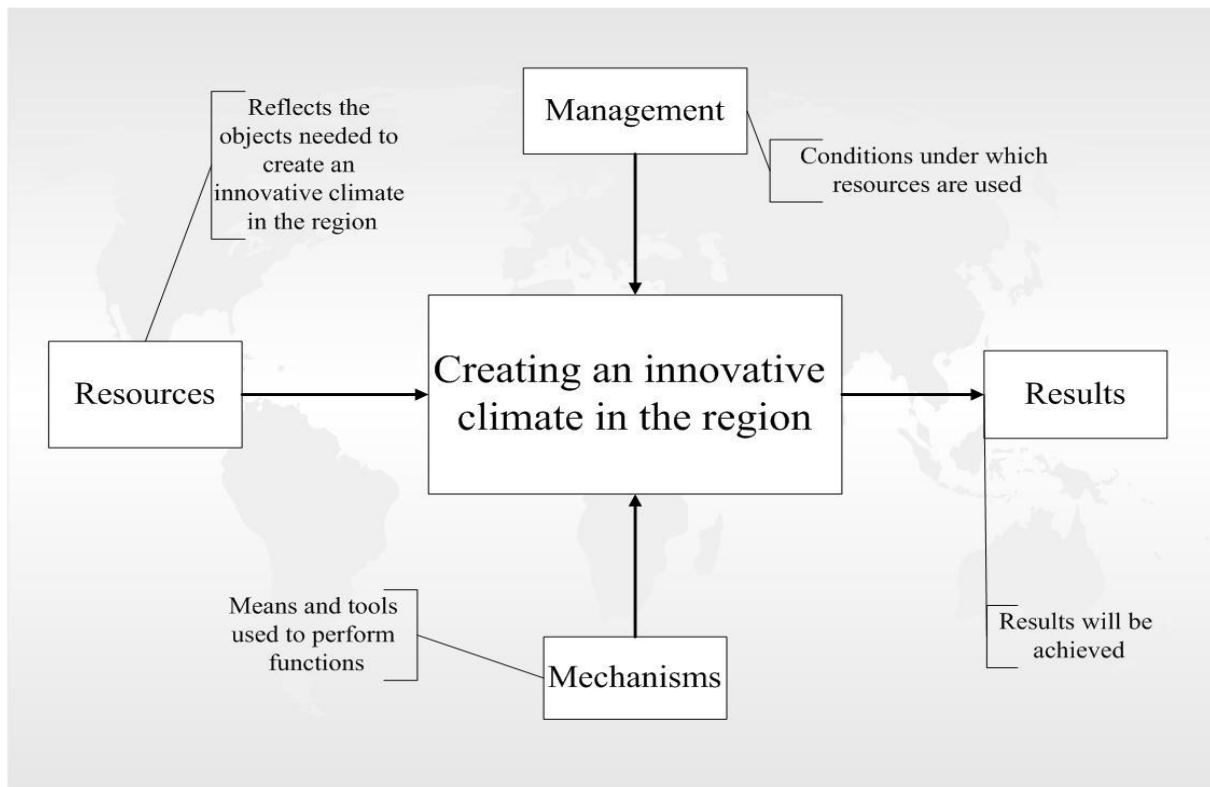 Reflects the
objects needed to
create an
innovative climate
in the region
Management
Conditions under which
resources are used
Resources
Creating an innovative
climate in the region
Results
Means and tools
used to perform
functions
Mechanisms
Results will be
achieved